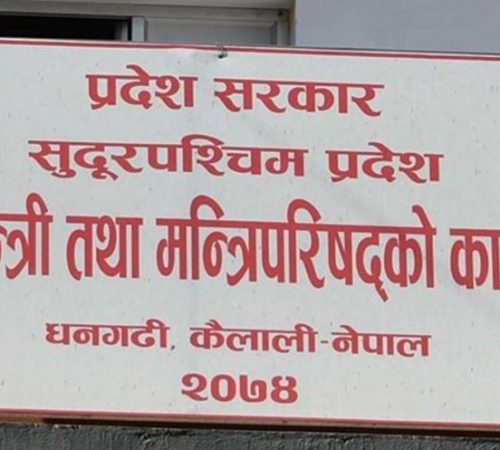 प्रदेश सरकार
सुदूरपश्चिम प्रदेश
न्त्री तथा मन्त्रिपरिषद्को का
धनगढी, कैलाली-नेपाल
२०७४